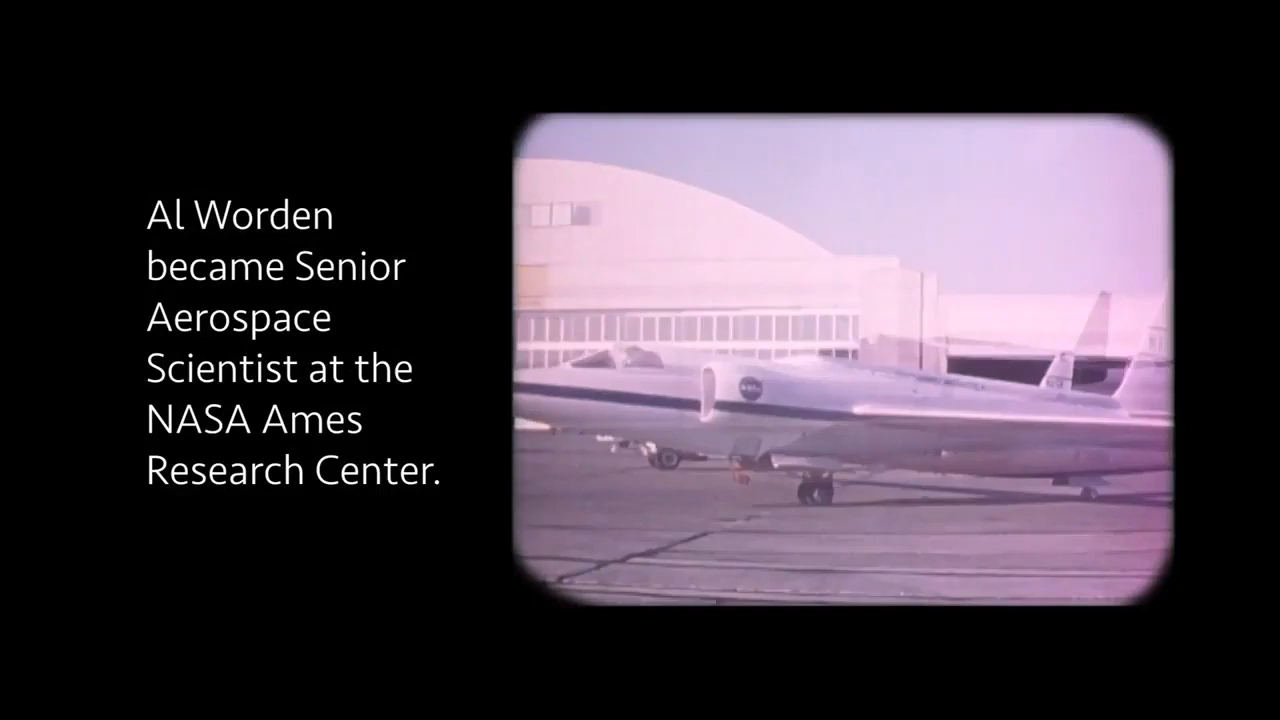 Al Worden
became Senior
Aerospace
Scientist at the
NASA Ames
Research Center.